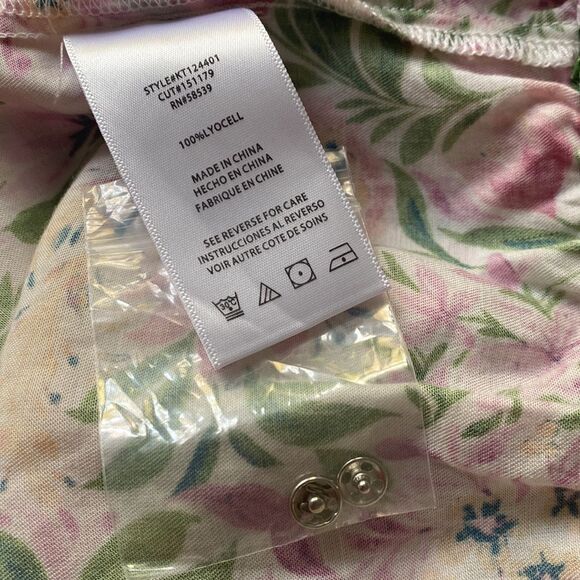 STYLE#KT124401
CUT#151179
RN#58539
100%LYOCELL
MADE IN CHINA
HECHO EN CHINA
FABRIQUE EN CHINE
SEE REVERSE FOR CARE
INSTRUCCIONES AL REVERSO
VOIR AUTRE COTE DE SOINS
30°C